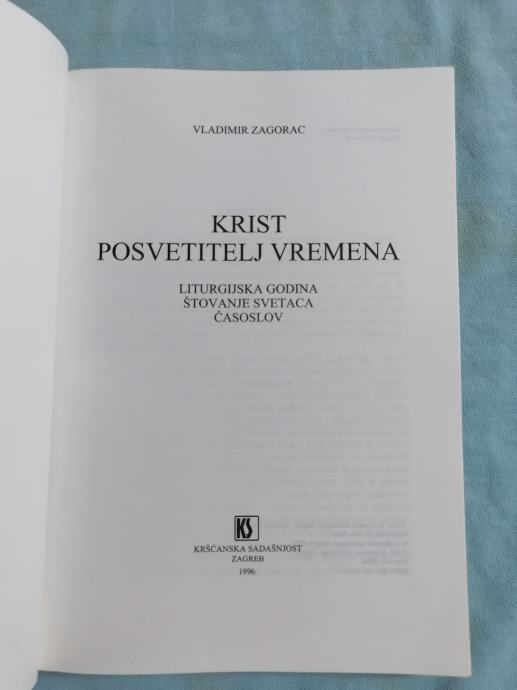 VLADIMIR ZAGORAC
KRIST
POSVETITELJ VREMENA
LITURGIJSKA GODINA
ŠTOVANJE SVETACA
ČASOSLOV
KS
KRŠĆANSKA SADAŠNJOST
ZAGREB
1996.